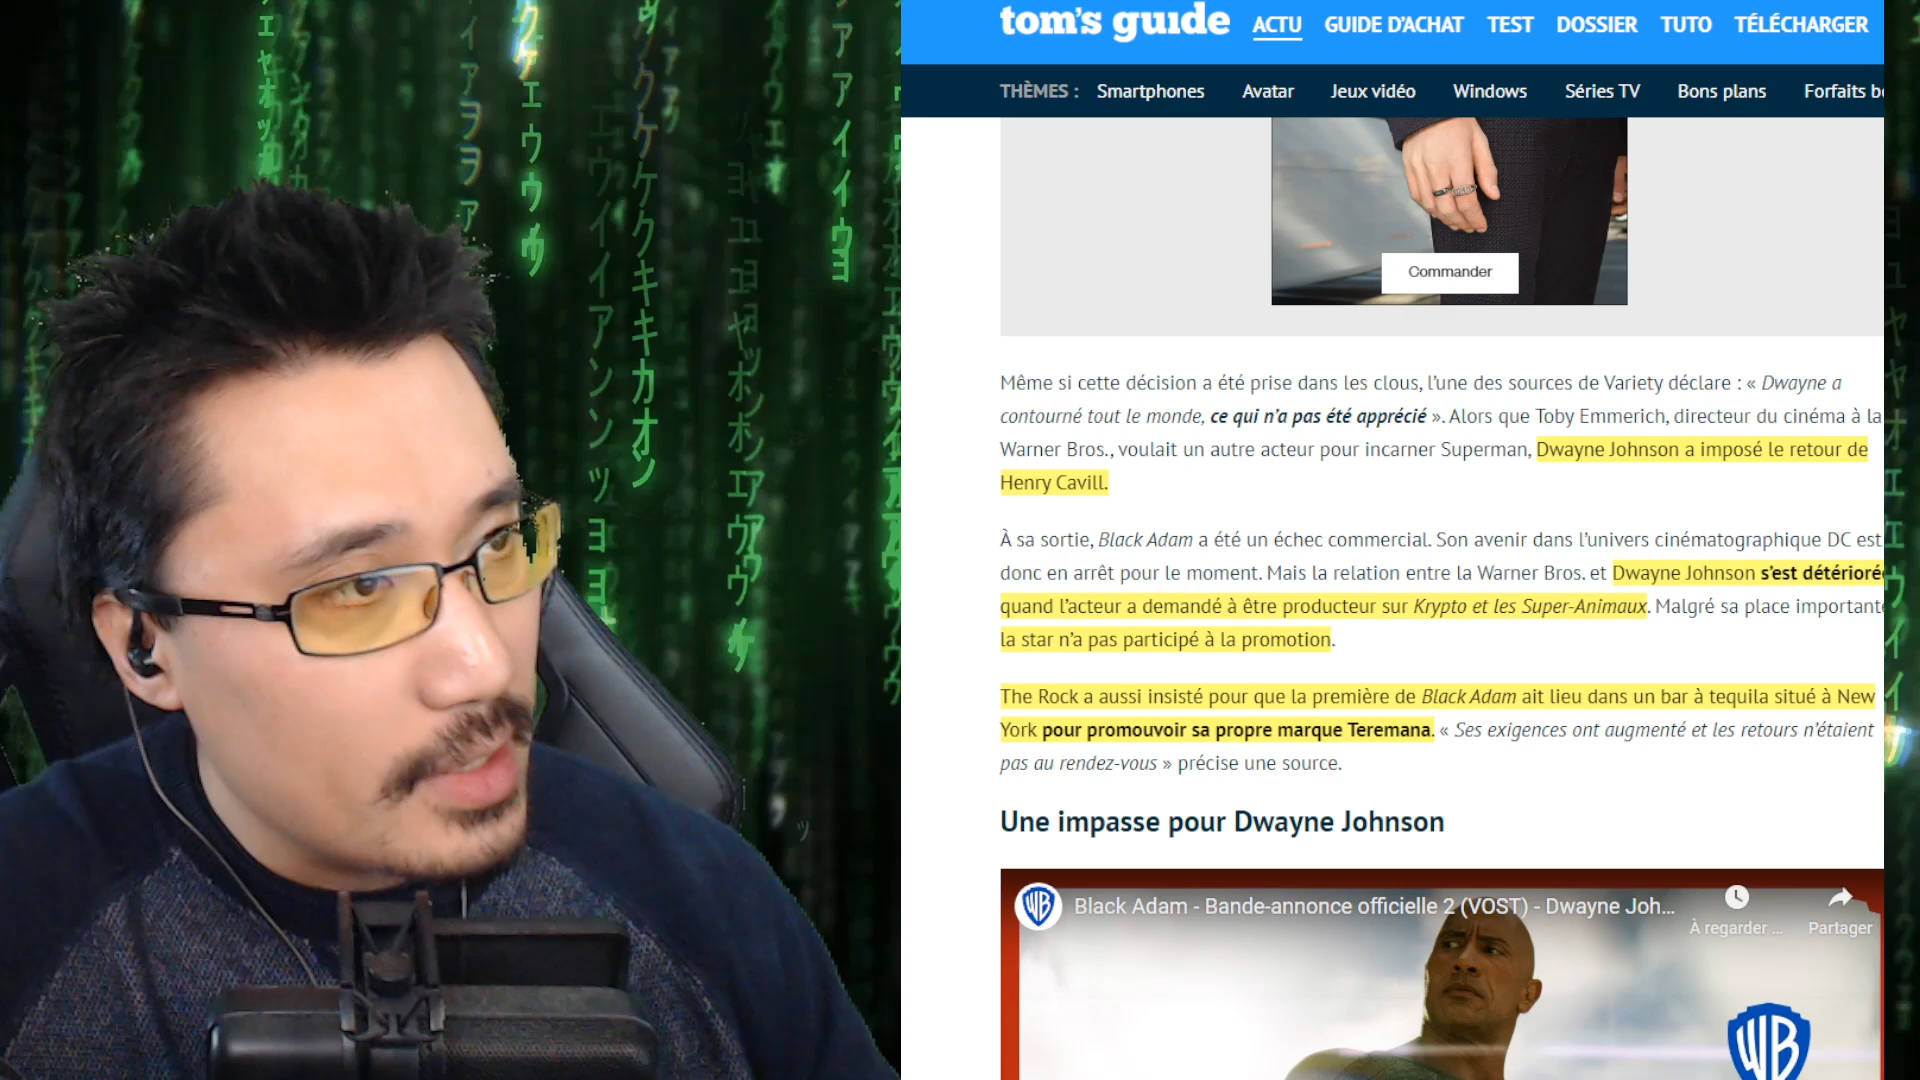 tom's guide ACTU GUIDE D'ACHAT TEST DOSSIER TUTO TÉLÉCHARGER
THÈMES : Smartphones Avatar Jeux vidéo Windows Séries TV Bons plans Forfaits
Commander
Même si cette décision a été prise dans les clous, l'une des sources de Variety déclare : « Dwayne a
contourné tout le monde, ce qui n'a pas été apprécié ». Alors que Toby Emmerich, directeur du cinéma à la
Warner Bros., voulait un autre acteur pour incarner Superman, Dwayne Johnson a imposé le retour de
Henry Cavill.
À sa sortie, Black Adam a été un échec commercial. Son avenir dans l'univers cinématographique DC est
donc en arrêt pour le moment. Mais la relation entre la Warner Bros. et Dwayne Johnson s'est détérioré
quand l'acteur a demandé à être producteur sur Krypto et les Super-Animaux. Malgré sa place important
la star n'a pas participé à la promotion.
The Rock a aussi insisté pour que la première de Black Adam ait lieu dans un bar à tequila situé à New
York pour promouvoir sa propre marque Teremana. « Ses exigences ont augmenté et les retours n'étaient
pas au rendez-vous » précise une source.
Une impasse pour Dwayne Johnson
WB Black Adam - Bande-annonce officielle 2 (VOST) - Dwayne Joh...
À regarder ... Partager
WB